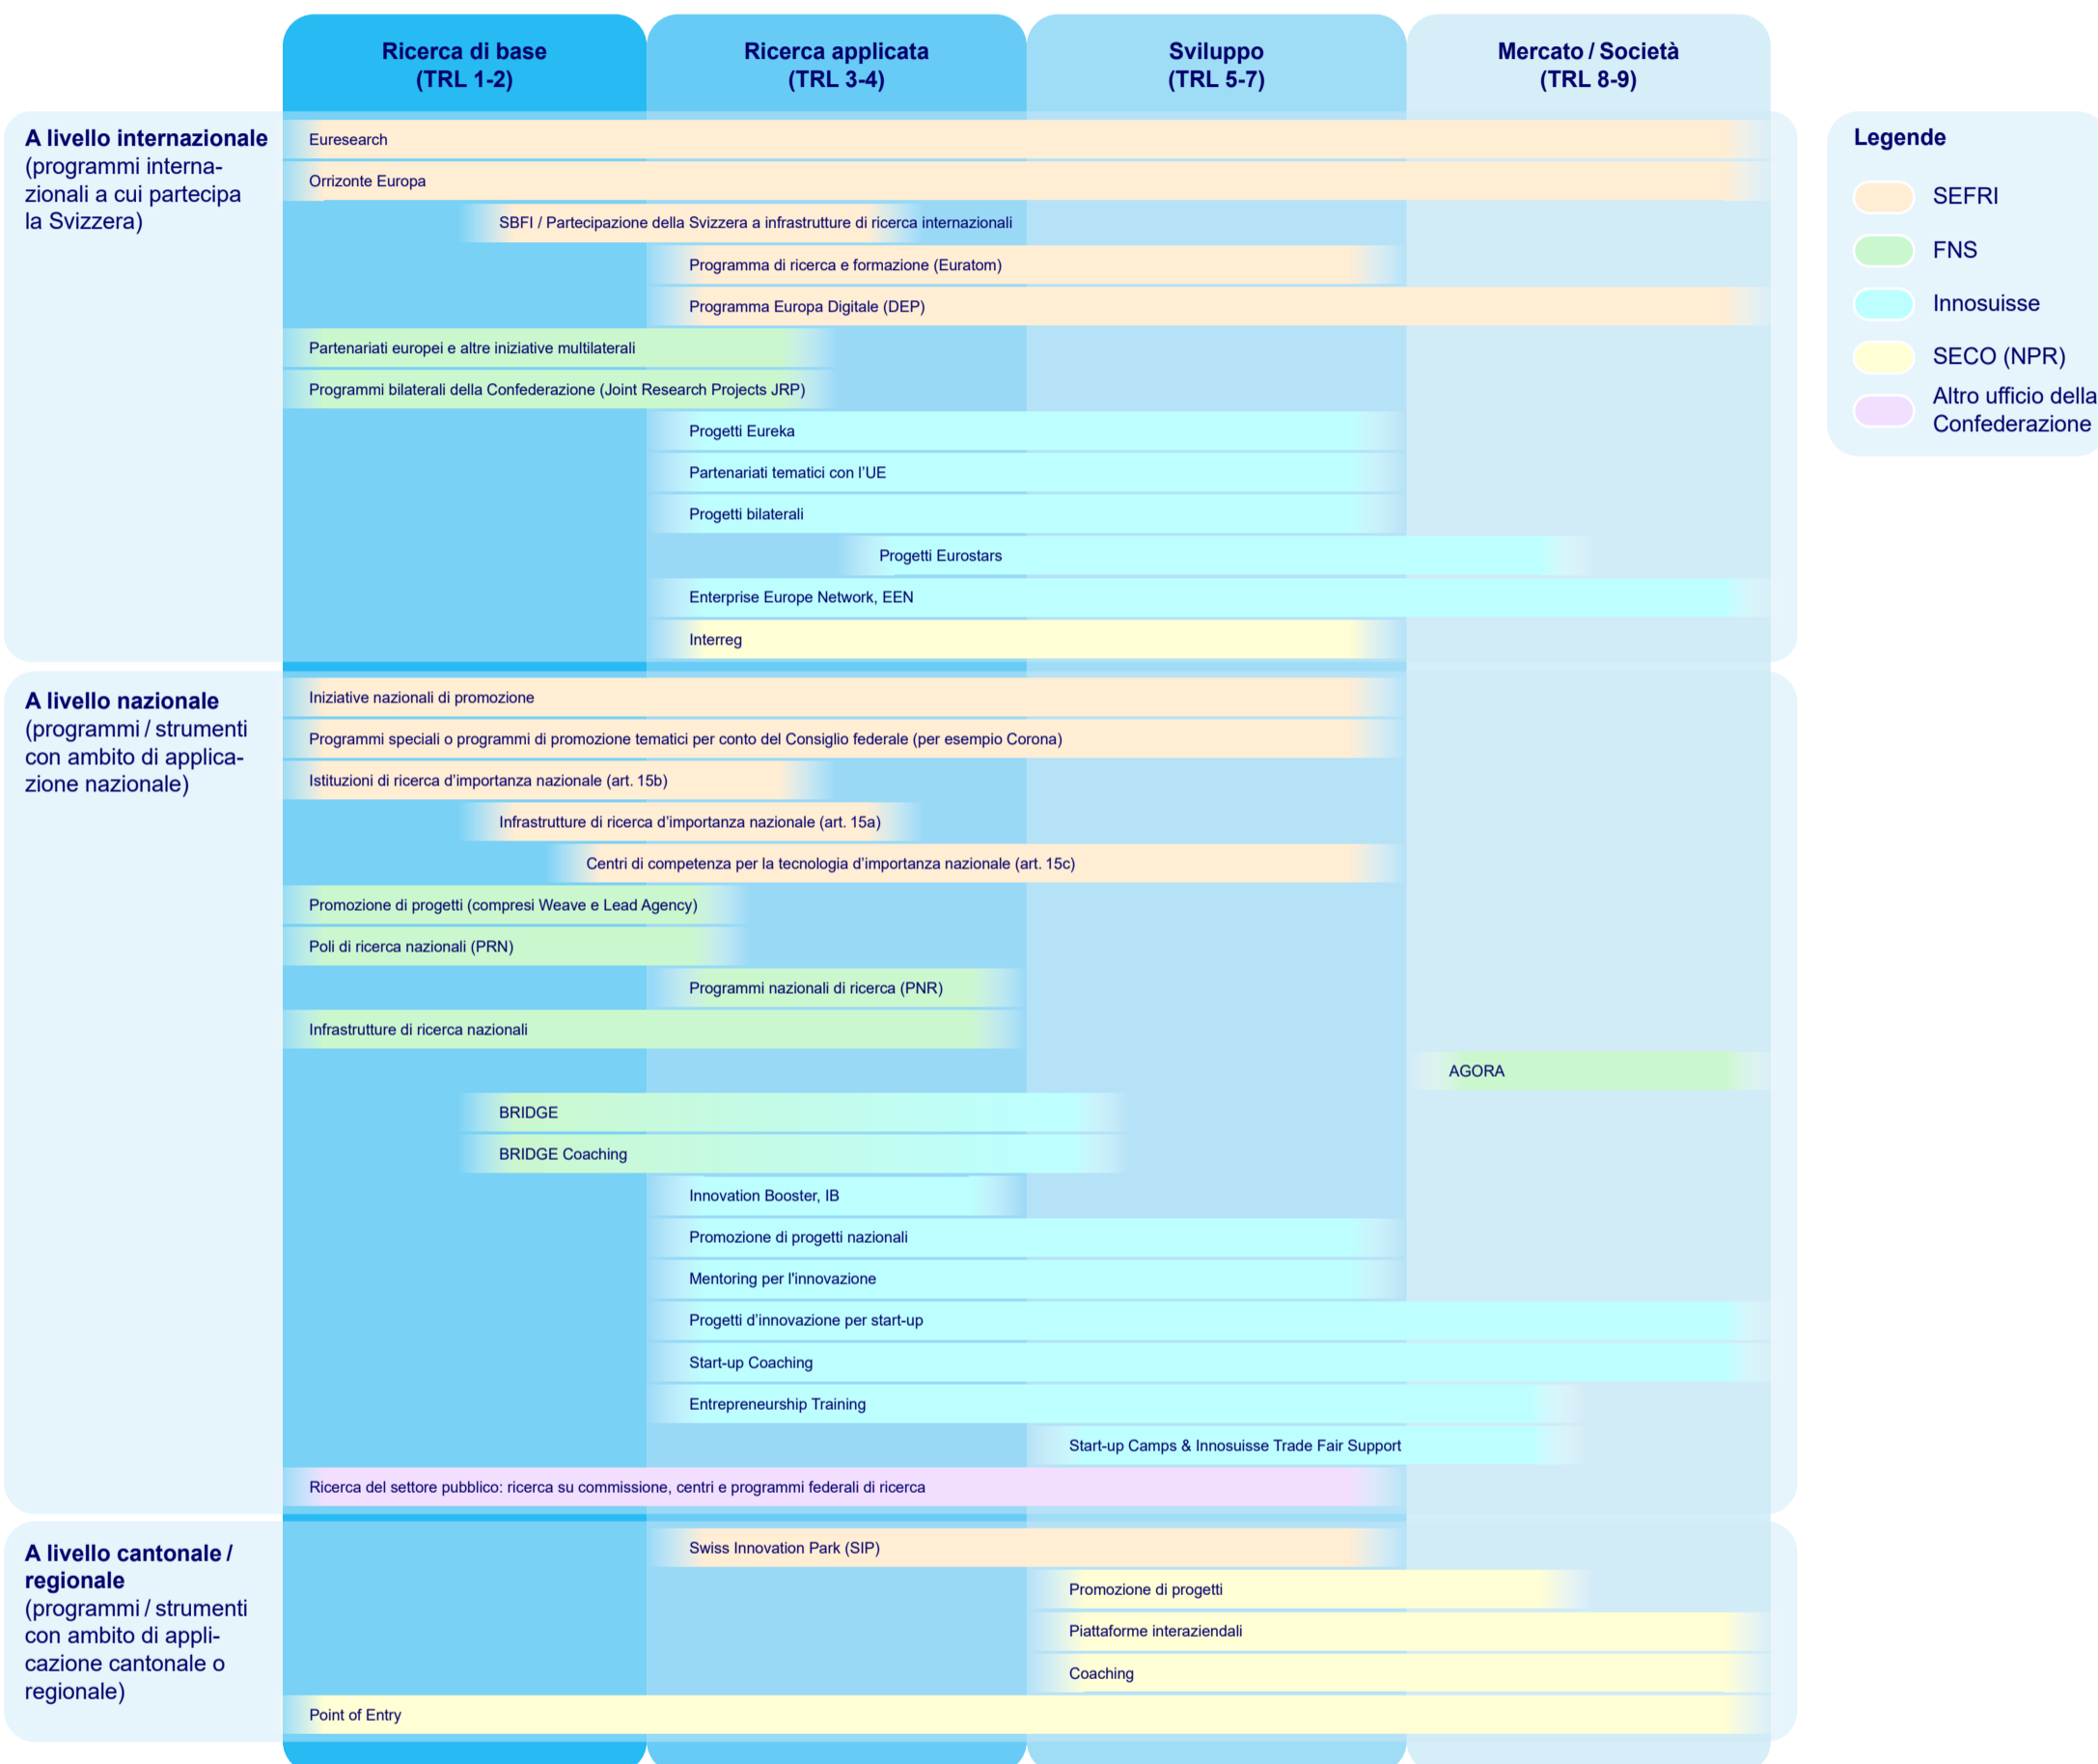 Ricerca di base
(TRL 1-2)
Ricerca applicata
(TRL 3-4)
Sviluppo
(TRL 5-7)
Mercato / Società
(TRL 8-9)
A livello internazionale
(programmi interna-
zionali a cui partecipa
la Svizzera)
Euresearch
Orrizonte Europa
SBFI / Partecipazione della Svizzera a infrastrutture di ricerca internazionali
Programma di ricerca e formazione (Euratom)
Programma Europa Digitale (DEP)
Partenariati europei e altre iniziative multilaterali
Programmi bilaterali della Confederazione (Joint Research Projects JRP)
Progetti Eureka
Partenariati tematici con l’UE
Progetti bilaterali
Progetti Eurostars
Enterprise Europe Network, EEN
Interreg
Legende
SEFRI
FNS
Innosuisse
SECO (NPR)
Altro ufficio della
Confederazione
A livello nazionale
(programmi / strumenti
con ambito di applica-
zione nazionale)
Iniziative nazionali di promozione
Programmi speciali o programmi di promozione tematici per conto del Consiglio federale (per esempio Corona)
Istituzioni di ricerca d’importanza nazionale (art. 15b)
Infrastrutture di ricerca d’importanza nazionale (art. 15a)
Centri di competenza per la tecnologia d’importanza nazionale (art. 15c)
Promozione di progetti (compresi Weave e Lead Agency)
Poli di ricerca nazionali (PRN)
Programmi nazionali di ricerca (PNR)
Infrastrutture di ricerca nazionali
AGORA
BRIDGE
BRIDGE Coaching
Innovation Booster, IB
Promozione di progetti nazionali
Mentoring per l'innovazione
Progetti d’innovazione per start-up
Start-up Coaching
Entrepreneurship Training
Start-up Camps & Innosuisse Trade Fair Support
Ricerca del settore pubblico: ricerca su commissione, centri e programmi federali di ricerca
A livello cantonale /
regionale
(programmi / strumenti
con ambito di appli-
cazione cantonale o
regionale)
Swiss Innovation Park (SIP)
Promozione di progetti
Piattaforme interaziendali
Coaching
Point of Entry